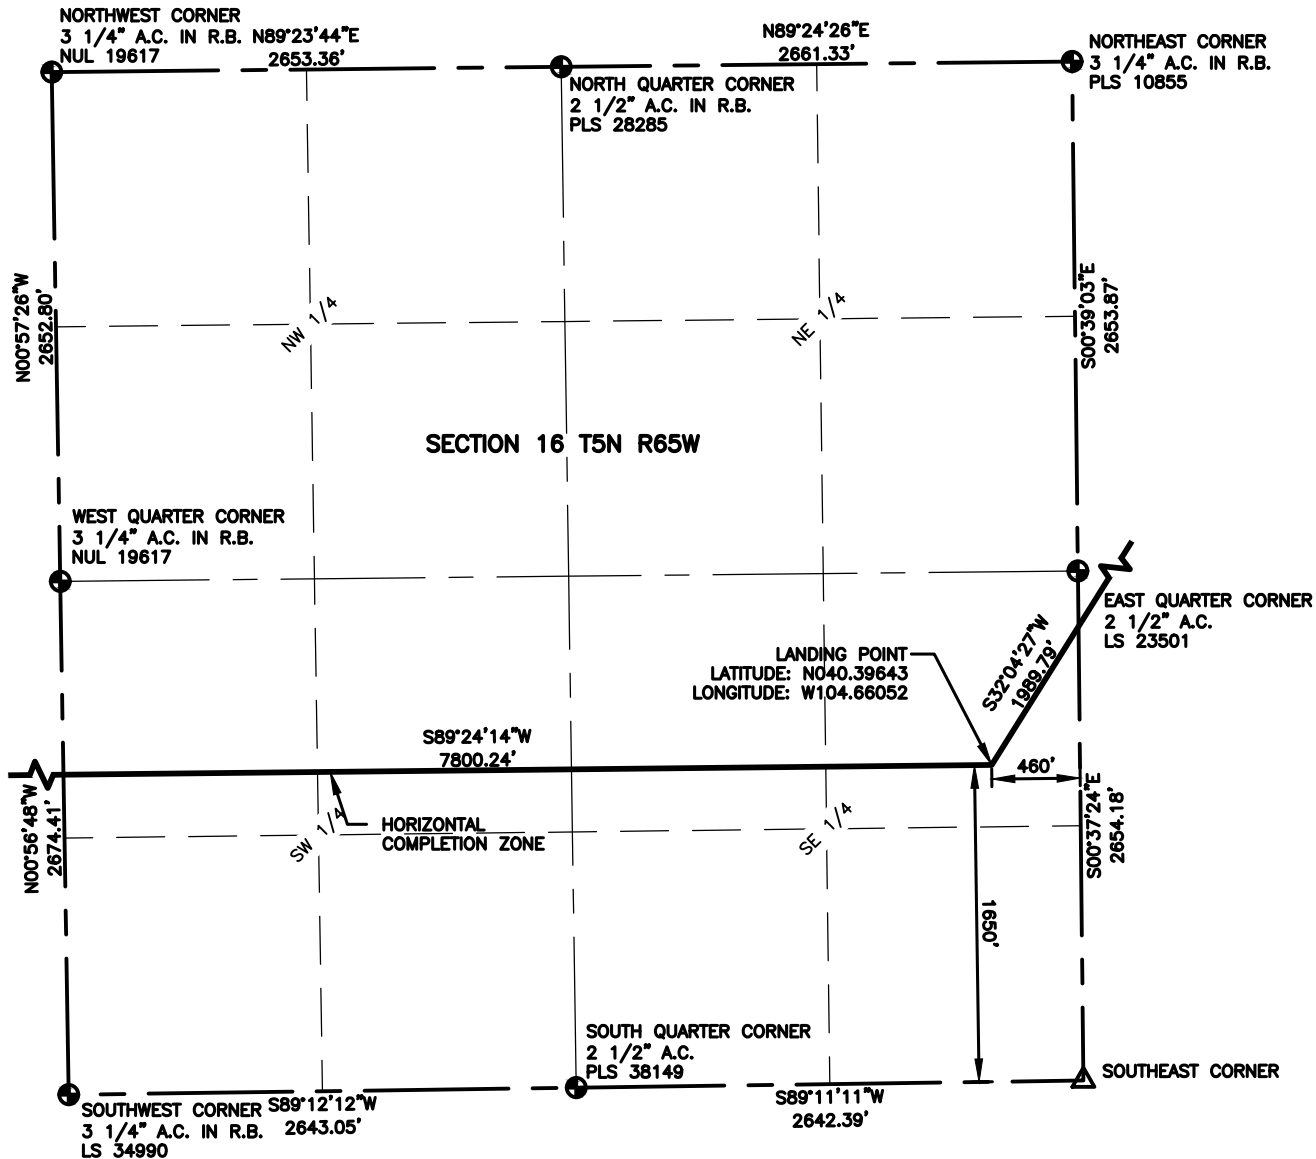 NORTHWEST CORNER
3 1/4" A.C. IN R.B.
NUL 19617
N89°23'44"E
2653.36'
N89°24'26"E
2661.33'
NORTHEAST CORNER
3 1/4" A.C. IN R.B.
PLS 10855
NORTH QUARTER CORNER
2 1/2" A.C. IN R.B.
PLS 28285
N00°57'26"W
2652.80'
NW 1/4
NE 1/4
S00°39'03"E
2653.87'
SECTION 16 T5N R65W
WEST QUARTER CORNER
3 1/4" A.C. IN R.B.
NUL 19617
EAST QUARTER CORNER
2 1/2" A.C.
LS 23501
LANDING POINT
LATITUDE: N040.39643
LONGITUDE: W104.66052
S32°04'27"W
1989.79'
S89°24'14"W
7800.24'
460'
N00°56'48"W
2674.41'
SW 1/4
HORIZONTAL
COMPLETION ZONE
SE 1/4
S00°37'24"E
2654.18'
1650'
SOUTH QUARTER CORNER
2 1/2" A.C.
PLS 38149
SOUTHEAST CORNER
SOUTHWEST CORNER
3 1/4" A.C. IN R.B.
LS 34990
S89°12'12"W
2643.05'
S89°11'11"W
2642.39'